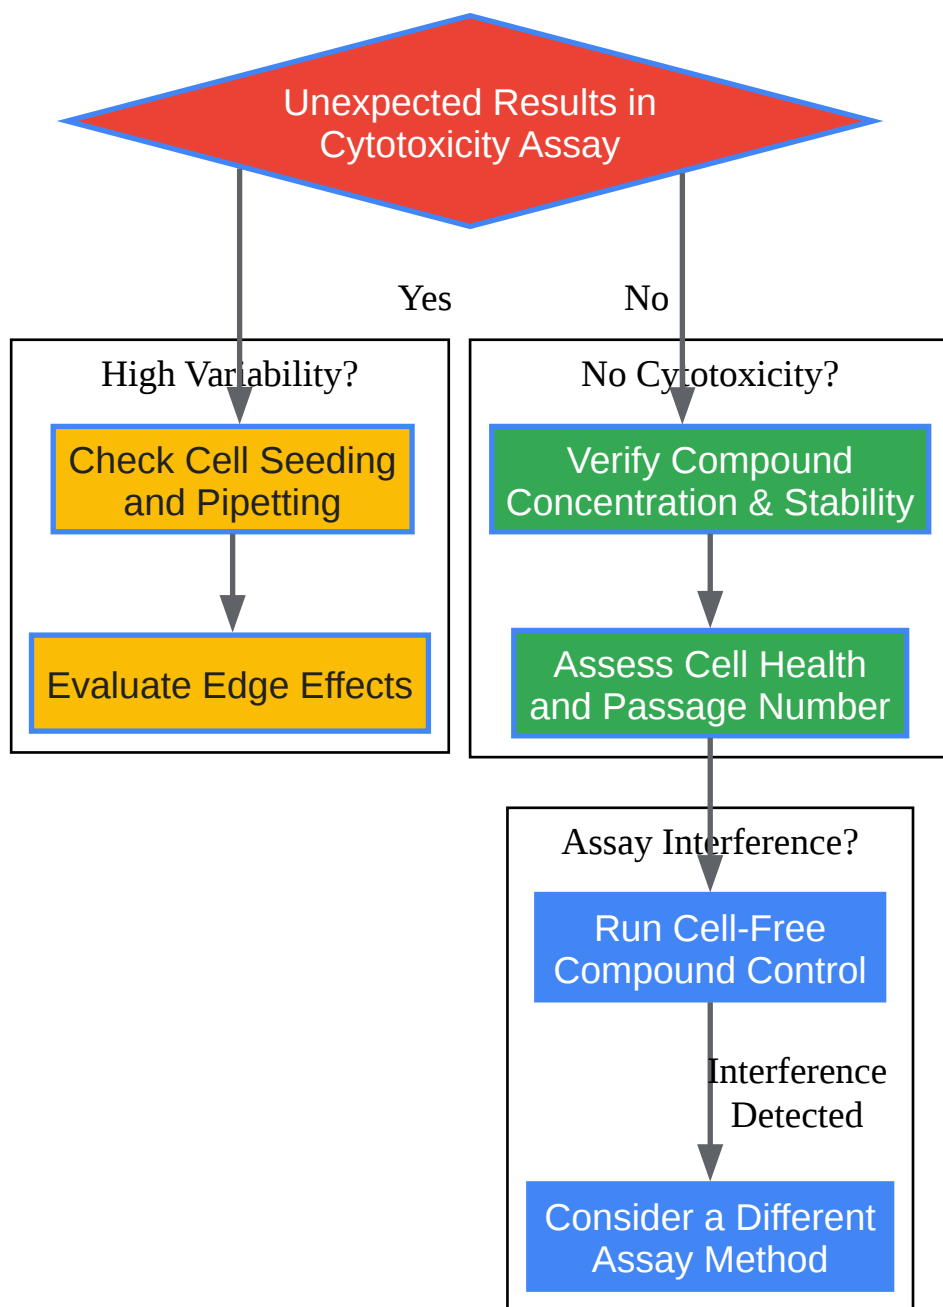 Unexpected Results in
Cytotoxicity Assay
Yes
No
High Variability?
Check Cell Seeding
and Pipetting
Evaluate Edge Effects
No Cytotoxicity?
Verify Compound
Concentration & Stability
Assess Cell Health
and Passage Number
Assay Interference?
Run Cell-Free
Compound Control
Interference
Detected
Consider a Different
Assay Method